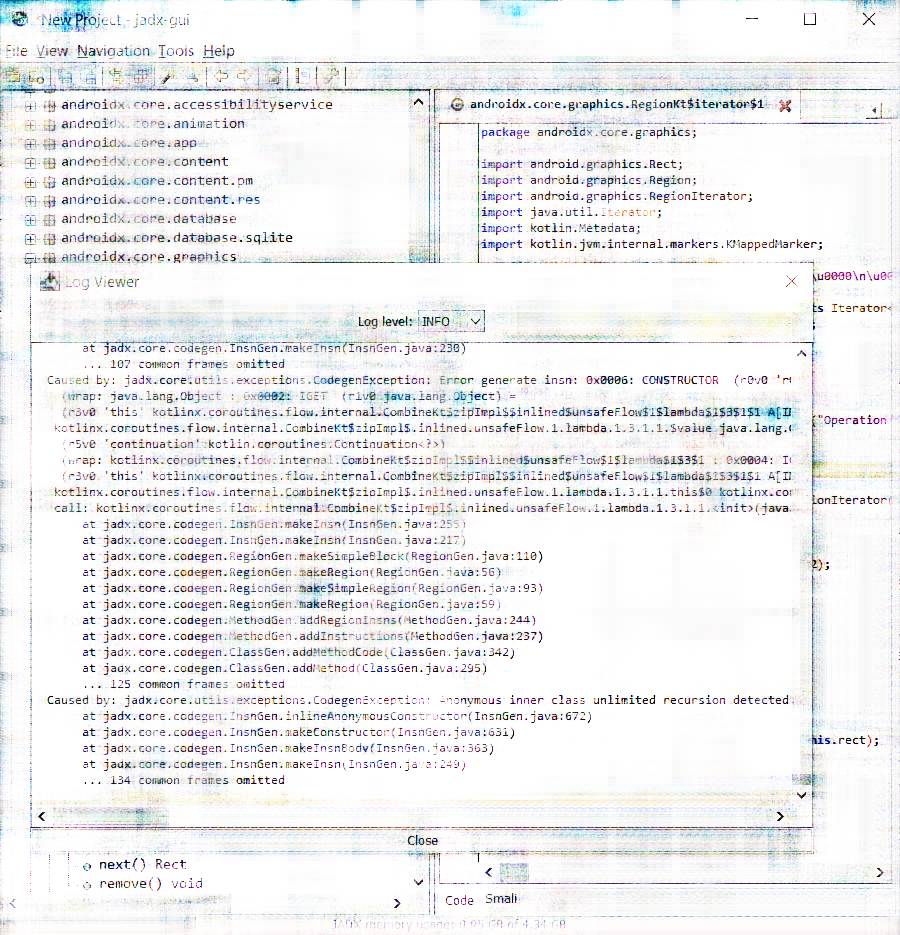 New Project - jadx-gui
File View Navigation Tools Help
androidx.core.accessibilityservice
androidx.core.animation
androidx.core.app
androidx.core.content
androidx.core.content.pm
androidx.core.content.res
androidx.core.database
androidx.core.database.sqlite
androidx.core.graphics
androidx.core.graphics.RegionKt$iterator$1
package androidx.core.graphics;
import android.graphics.Rect;
import android.graphics.Region;
import android.graphics.RegionIterator;
import java.util.Iterator;
import kotlin.Metadata;
import kotlin.jvm.internal.markers.KMappedMarker;
\u0000\n\u00
ts Iterator<
("Operation
onIterator(
2);
his.rect);
Log Viewer
Log level: INFO
at jadx.core.codegen.InsnGen.makeInsn(InsnGen.java:230)
... 107 common frames omitted
Caused by: jadx.core.utils.exceptions.CodegenException: Error generate insn: 0x0006: CONSTRUCTOR (r0v0 'r
(wrap: java.lang.Object : 0x0002: IGET (r1v0 java.lang.Object) =
(r3v0 'this' kotlinx.coroutines.flow.internal.CombineKt$zipImpl$$inlined$unsafeFlow$1$lambda$1$3$1$1 A[
kotlinx.coroutines.flow.internal.CombineKt$zipImpl$.inlined.unsafeFlow.1.lambda.1.3.1.1.$value java.lang.
(r5v0 'continuation' kotlin.coroutines.Continuation<?>)
(wrap: kotlinx.coroutines.flow.internal.CombineKt$zipImpl$$inlined$unsafeFlow$1$lambda$1$3$1 : 0x0004: I
(r3v0 'this' kotlinx.coroutines.flow.internal.CombineKt$zipImpl$$inlined$unsafeFlow$1$lambda$1$3$1$1 A[
kotlinx.coroutines.flow.internal.CombineKt$zipImpl$.inlined.unsafeFlow.1.lambda.1.3.1.1.this$0 kotlinx.cor
call: kotlinx.coroutines.flow.internal.CombineKt$zipImpl$.inlined.unsafeFlow.1.lambda.1.3.1.1.<init>(java.
at jadx.core.codegen.InsnGen.makeInsn(InsnGen.java:255)
at jadx.core.codegen.InsnGen.makeInsn(InsnGen.java:217)
at jadx.core.codegen.RegionGen.makeSimpleBlock(RegionGen.java:110)
at jadx.core.codegen.RegionGen.makeRegion(RegionGen.java:56)
at jadx.core.codegen.RegionGen.makeSimpleRegion(RegionGen.java:93)
at jadx.core.codegen.RegionGen.makeRegion(RegionGen.java:59)
at jadx.core.codegen.MethodGen.addRegionInsns(MethodGen.java:244)
at jadx.core.codegen.MethodGen.addInstructions(MethodGen.java:237)
at jadx.core.codegen.ClassGen.addMethodCode(ClassGen.java:342)
at jadx.core.codegen.ClassGen.addMethod(ClassGen.java:295)
... 125 common frames omitted
Caused by: jadx.core.utils.exceptions.CodegenException: Anonymous inner class unlimited recursion detected.
at jadx.core.codegen.InsnGen.inlineAnonymousConstructor(InsnGen.java:672)
at jadx.core.codegen.InsnGen.makeConstructor(InsnGen.java:631)
at jadx.core.codegen.InsnGen.makeInsnBody(InsnGen.java:363)
at jadx.core.codegen.InsnGen.makeInsn(InsnGen.java:249)
... 134 common frames omitted
Close
next() Rect
remove() void
Code Smali
JADX memory usage: 0.95 GB of 4.34 GB